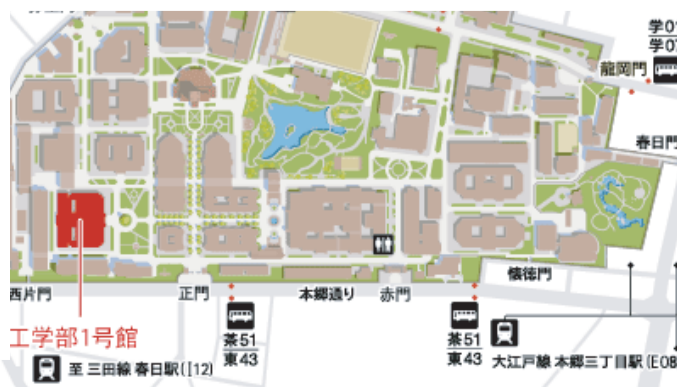 学01
学07
龍岡門
春日門
懐徳門
西片門
正門
本郷通り
赤門
工学部1号館
茶51
東43
茶51
東43
大江戸線 本郷三丁目駅 (E08
至 三田線 春日駅([12)